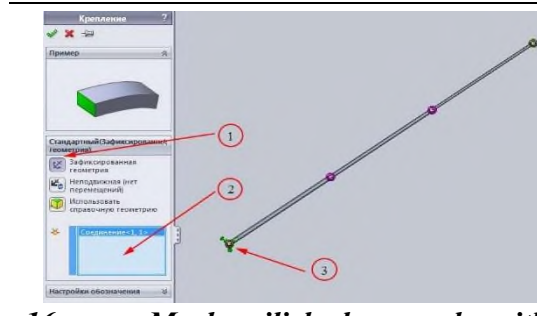 Крепление ?
Пример
Стандартный(Зафиксированная
геометрия)
Зафиксированная
геометрия
Неподвижная (нет
перемещений)
Использовать
справочную геометрию
Соединение<1, 1>
Настройки обозначения
1
2
3